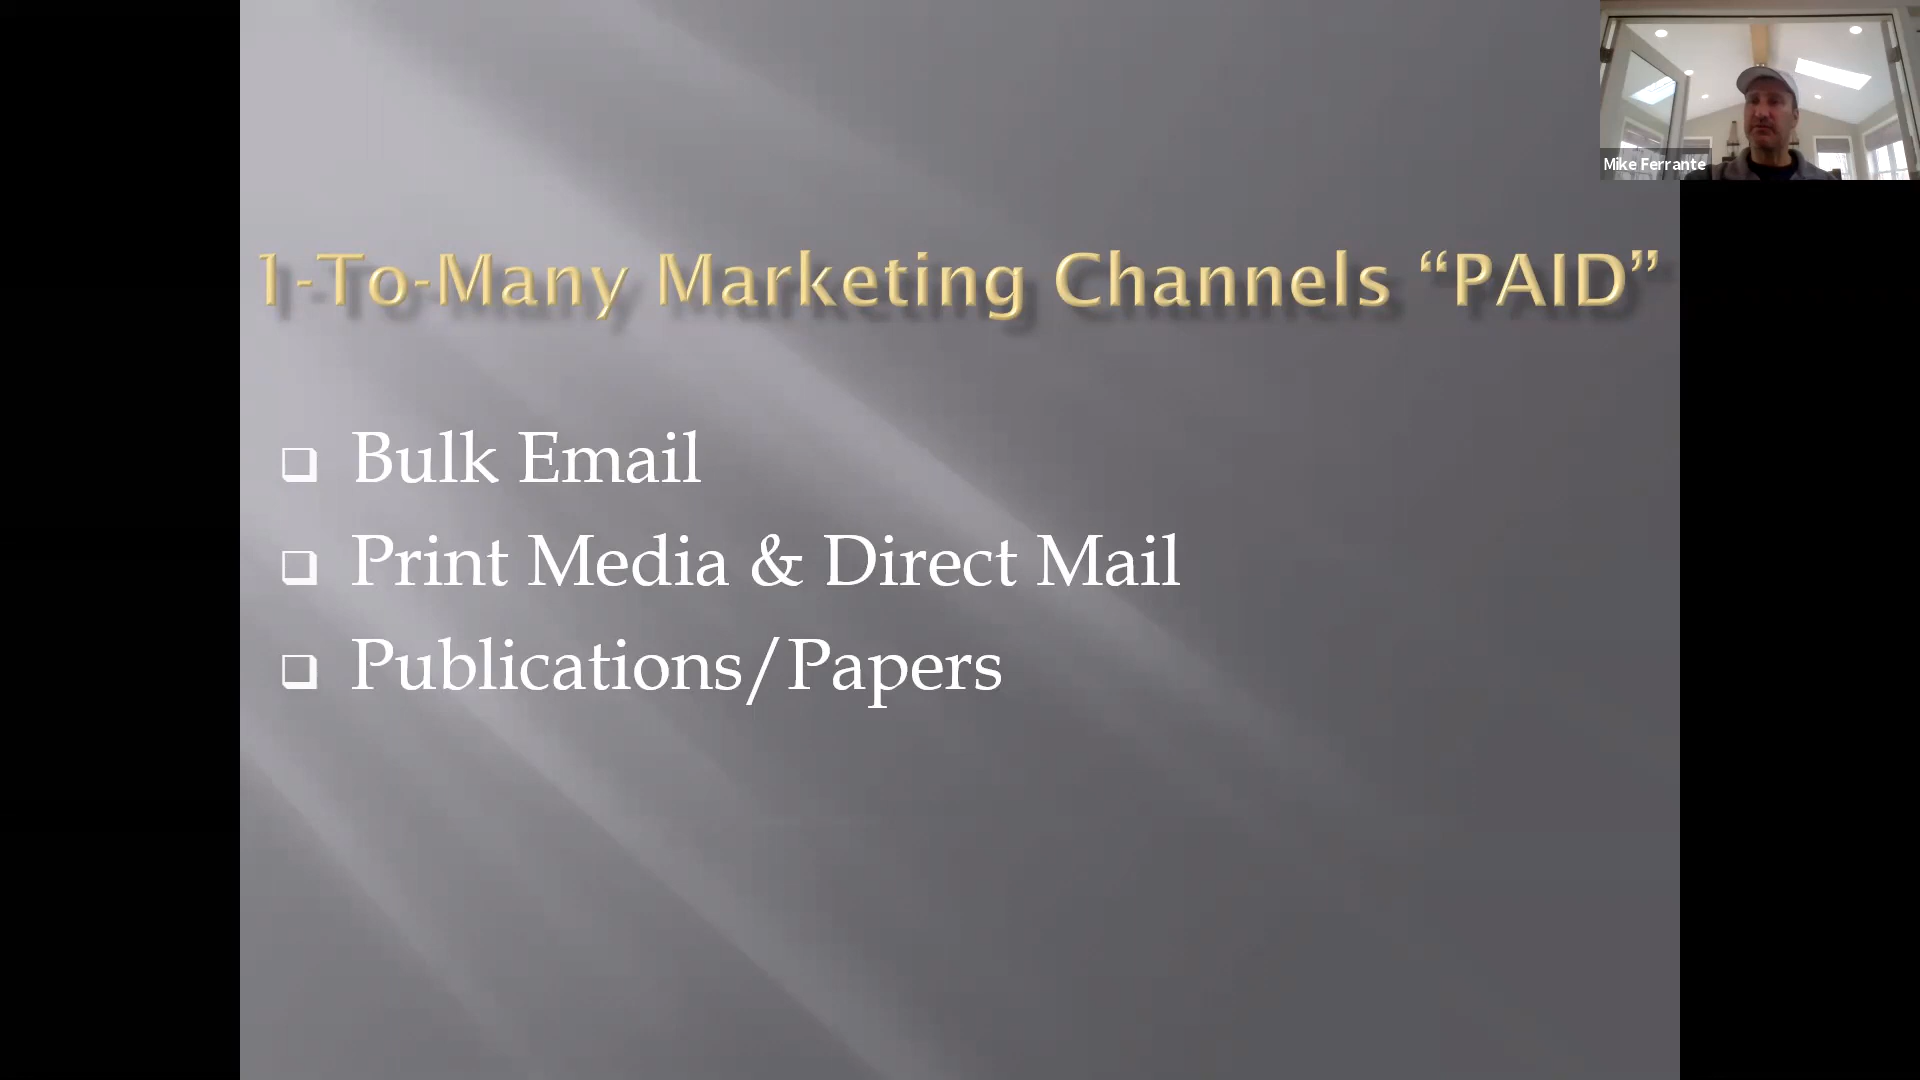 1-To-Many Marketing Channels “PAID”
Bulk Email
Print Media & Direct Mail
Publications/Papers
Mike Ferrante